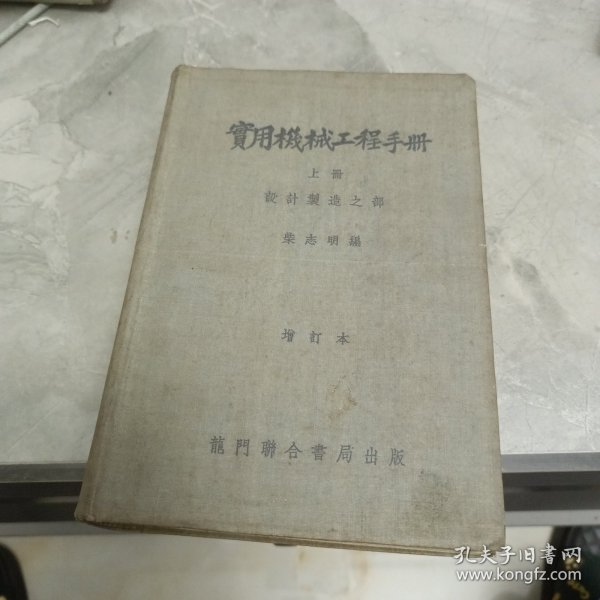 實用機械工程手册
上冊
設計製造之部
柴志明編
增訂本
龍門聯合書局出版
孔夫子旧书网
www.kongfz.com